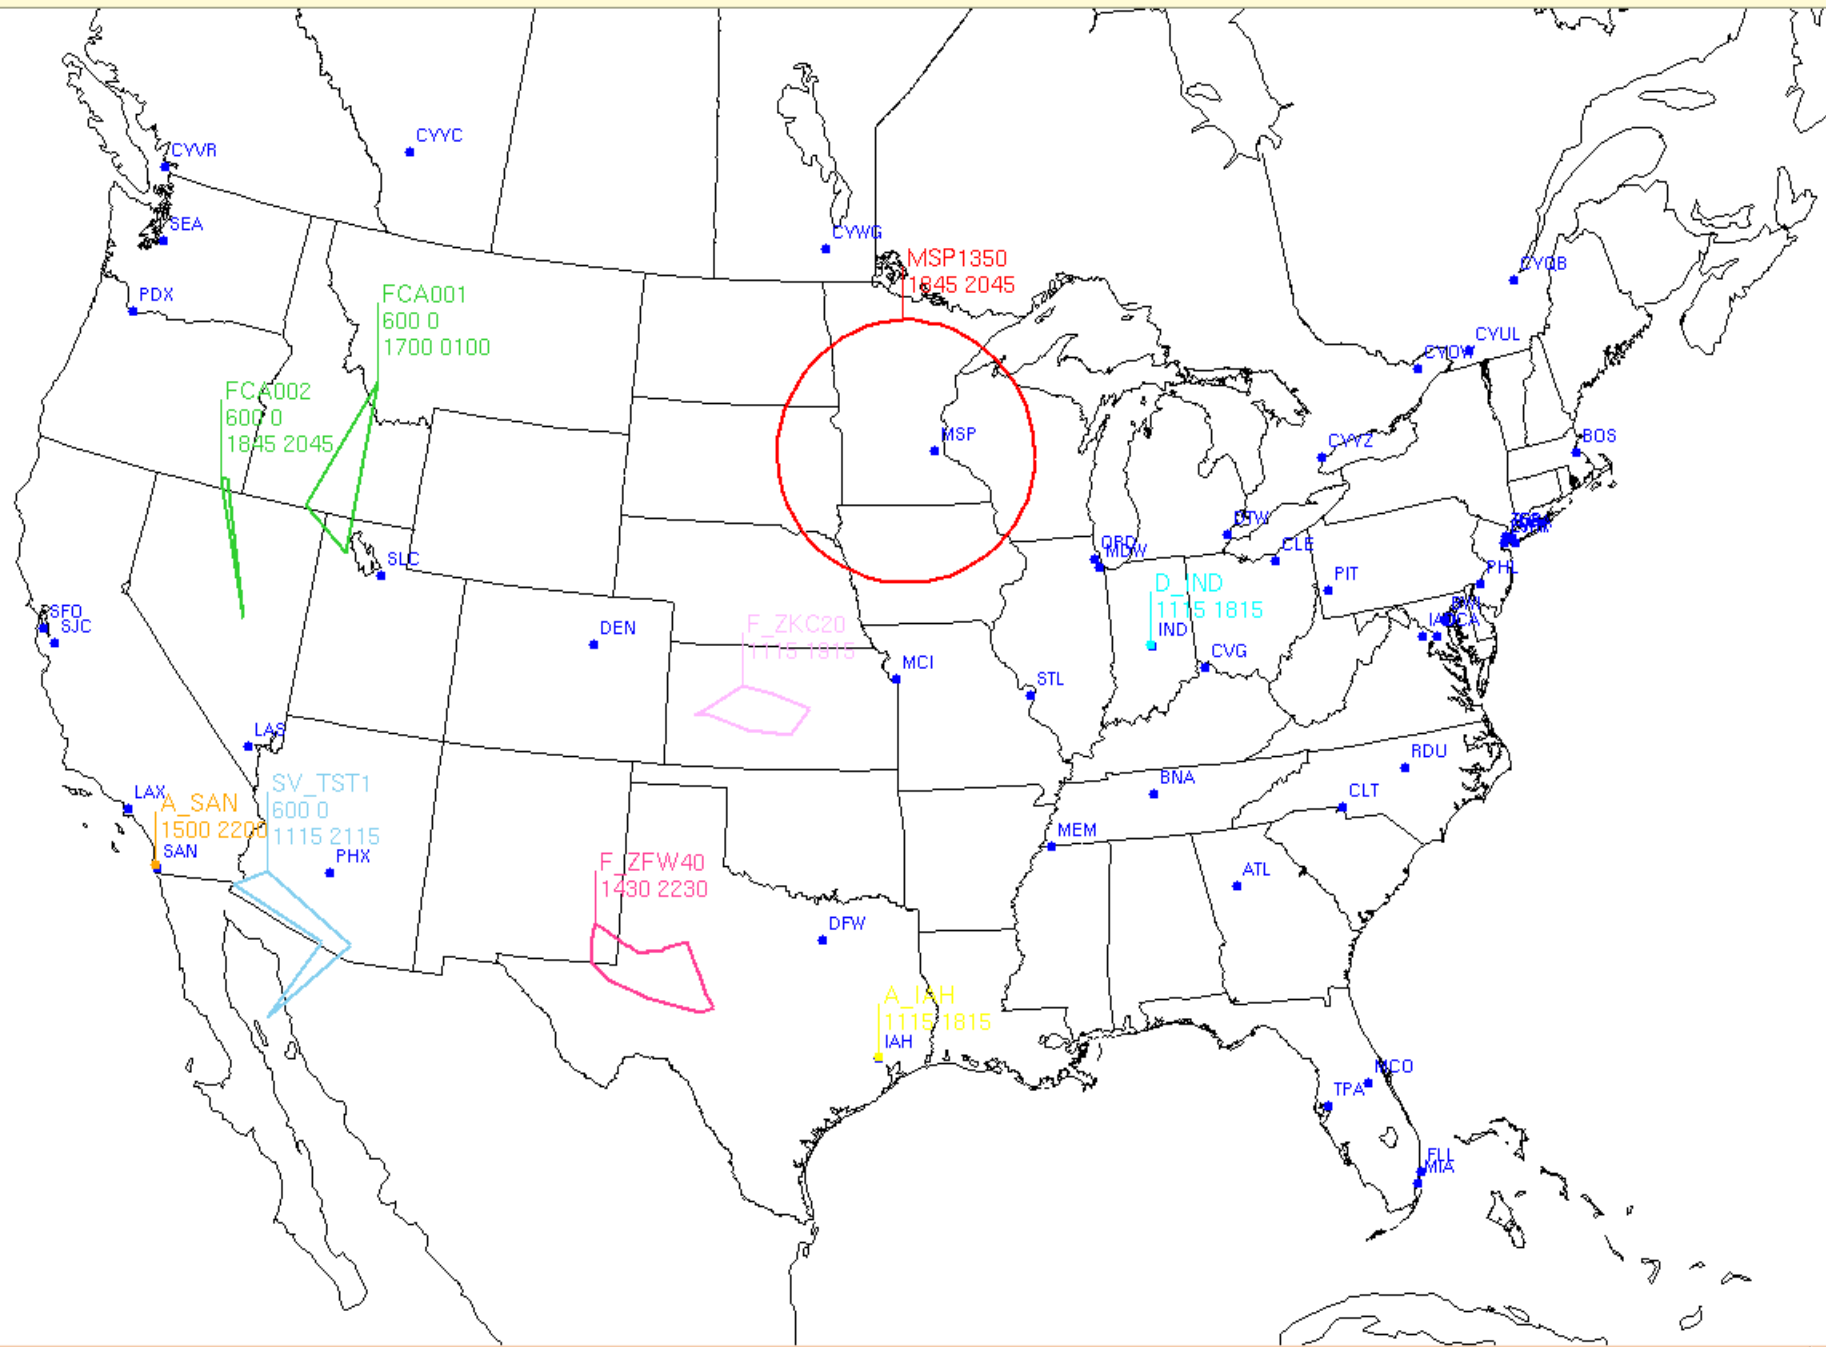 CYYC
CYVR
SEA
CYWG
MSP1350
1845 2045
CYQB
PDX
FCA001
600 0
1700 0100
CYUL
CYOW
FCA002
600 0
1845 2045
MSP
CYYZ
BOS
DTW
ORD
MDW
CLE
SLC
PIT
PHL
D_IND
1115 1815
IND
SFO
SJC
DEN
F_ZKC20
1115 1915
MCI
CVG
STL
LAS
RDU
BNA
CLT
LAX
A_SAN
1500 2200
SAN
SV_TST1
600 0
1115 2115
PHX
MEM
F_ZFW40
1430 2230
ATL
DFW
A_IAH
1115 1815
IAH
MCO
TPA
FLL
MIA